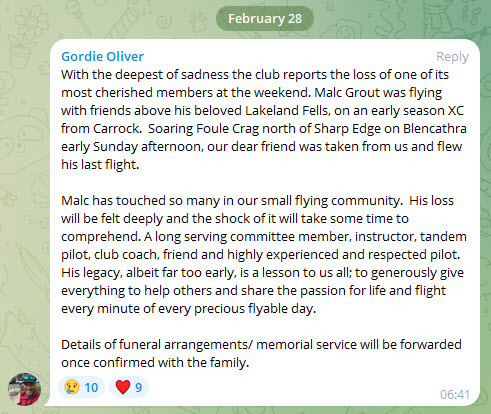 February 28
Gordie Oliver Reply
With the deepest of sadness the club reports the loss of one of its
most cherished members at the weekend. Malc Grout was flying
with friends above his beloved Lakeland Fells, on an early season XC
from Carrock.  Soaring Foule Crag north of Sharp Edge on Blencathra
early Sunday afternoon, our dear friend was taken from us and flew
his last flight.
Malc has touched so many in our small flying community.  His loss
will be felt deeply and the shock of it will take some time to
comprehend. A long serving committee member, instructor, tandem
pilot, club coach, friend and highly experienced and respected pilot.
His legacy, albeit far too early, is a lesson to us all; to generously give
everything to help others and share the passion for life and flight
every minute of every precious flyable day.
Details of funeral arrangements/ memorial service will be forwarded
once confirmed with the family.
😢 10 ❤️ 9
06:41